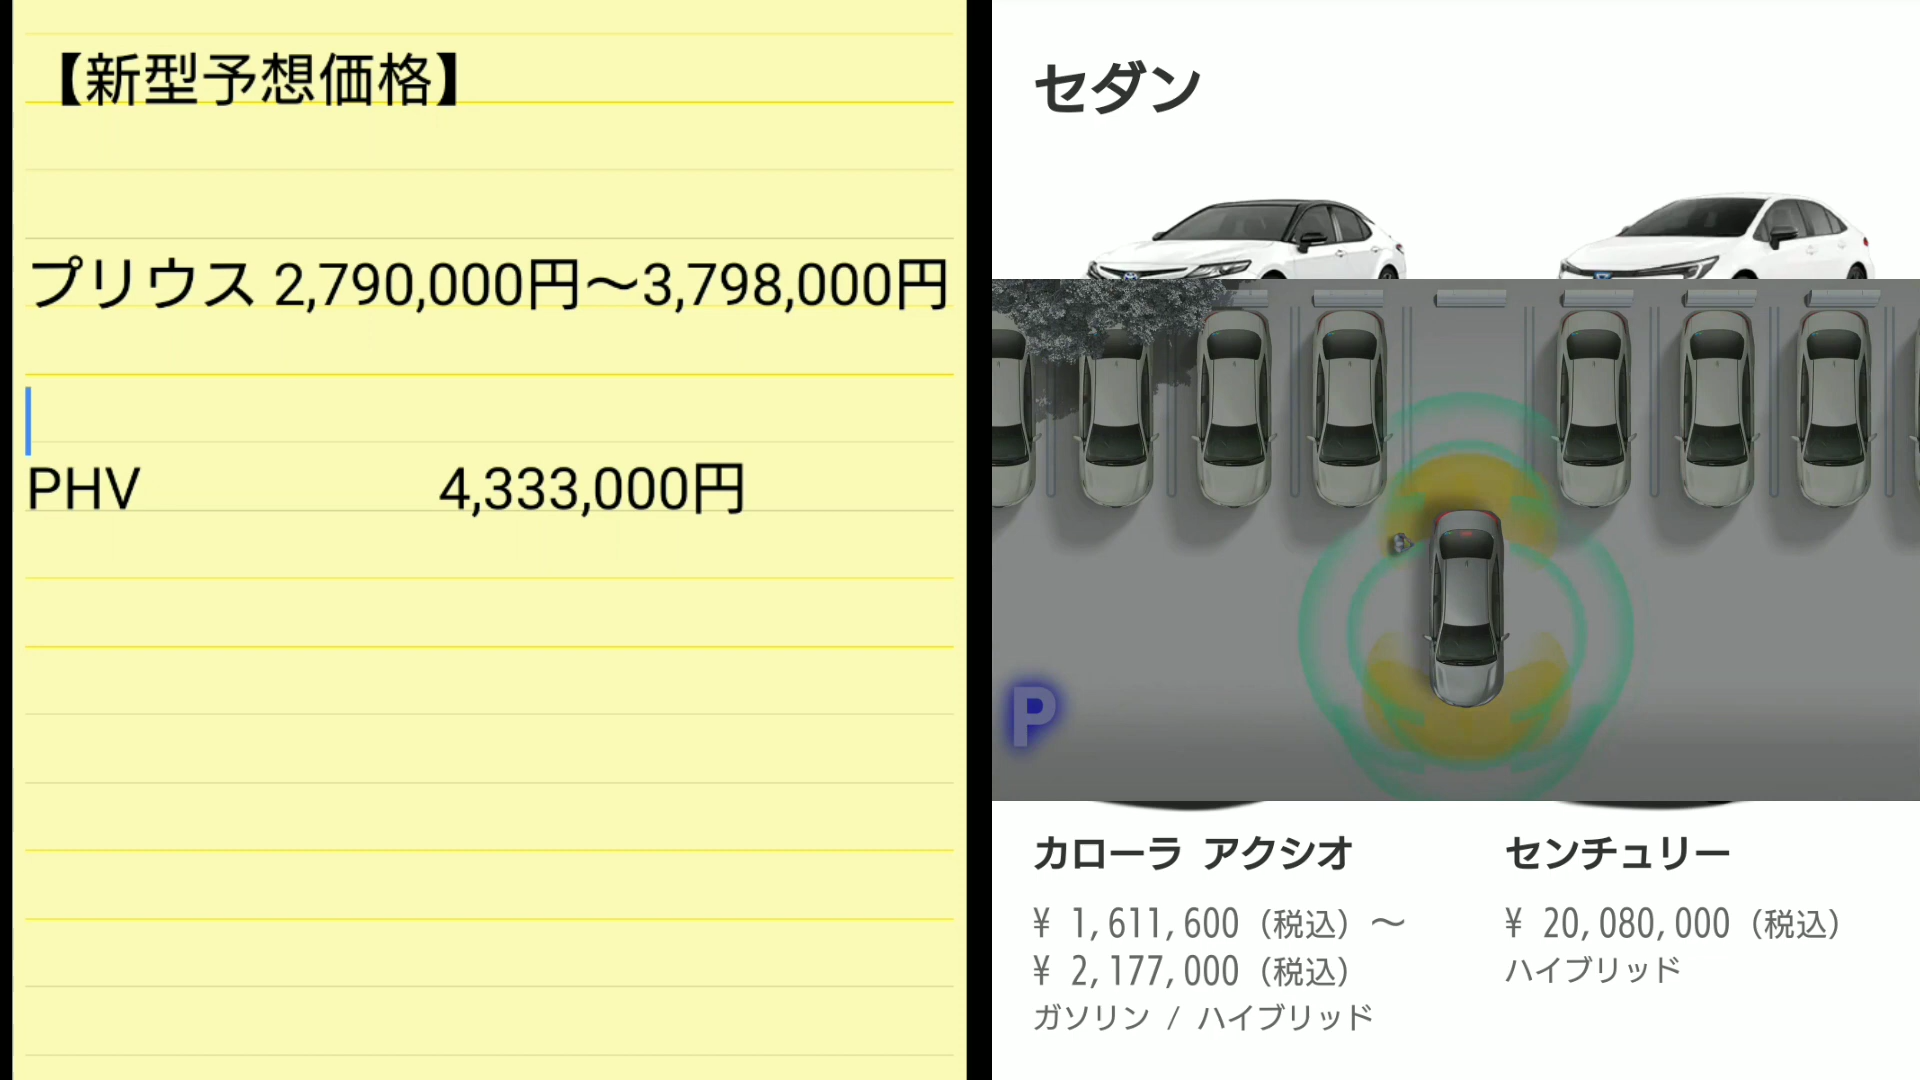 【新型予想価格】
プリウス 2,790,000円～3,798,000円
PHV 4,333,000円
セダン
P
カローラ アクシオ
¥ 1,611,600（税込）～
¥ 2,177,000（税込）
ガソリン / ハイブリッド
センチュリー
¥ 20,080,000（税込）
ハイブリッド